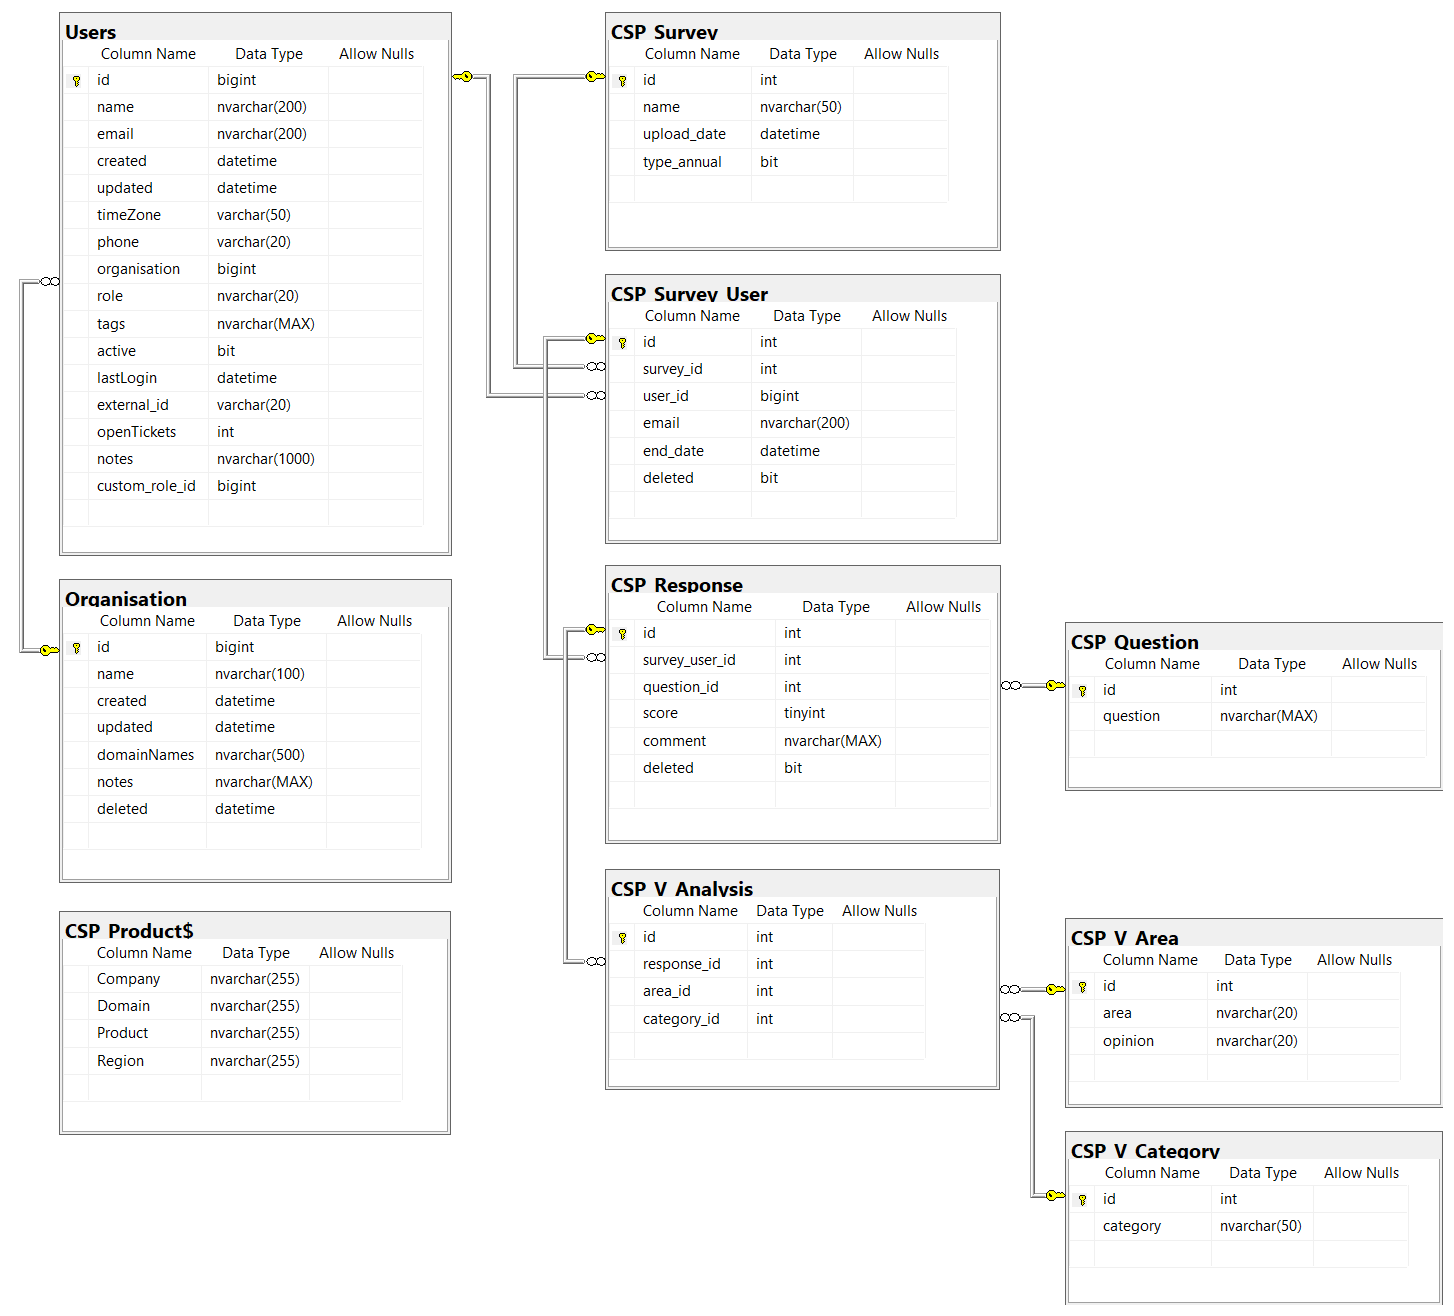 Users
Column Name Data Type Allow Nulls
id bigint
name nvarchar(200)
email nvarchar(200)
created datetime
updated datetime
timeZone varchar(50)
phone varchar(20)
organisation bigint
role nvarchar(20)
tags nvarchar(MAX)
active bit
lastLogin datetime
external_id varchar(20)
openTickets int
notes nvarchar(1000)
custom_role_id bigint
Organisation
Column Name Data Type Allow Nulls
id bigint
name nvarchar(100)
created datetime
updated datetime
domainNames nvarchar(500)
notes nvarchar(MAX)
deleted datetime
CSP_Product$
Column Name Data Type Allow Nulls
Company nvarchar(255)
Domain nvarchar(255)
Product nvarchar(255)
Region nvarchar(255)
CSP_Survey
Column Name Data Type Allow Nulls
id int
name nvarchar(50)
upload_date datetime
type_annual bit
CSP_Survey_User
Column Name Data Type Allow Nulls
id int
survey_id int
user_id bigint
email nvarchar(200)
end_date datetime
deleted bit
CSP_Response
Column Name Data Type Allow Nulls
id int
survey_user_id int
question_id int
score tinyint
comment nvarchar(MAX)
deleted bit
CSP_V_Analysis
Column Name Data Type Allow Nulls
id int
response_id int
area_id int
category_id int
CSP_Question
Column Name Data Type Allow Nulls
id int
question nvarchar(MAX)
CSP_V_Area
Column Name Data Type Allow Nulls
id int
area nvarchar(20)
opinion nvarchar(20)
CSP_V_Category
Column Name Data Type Allow Nulls
id int
category nvarchar(50)